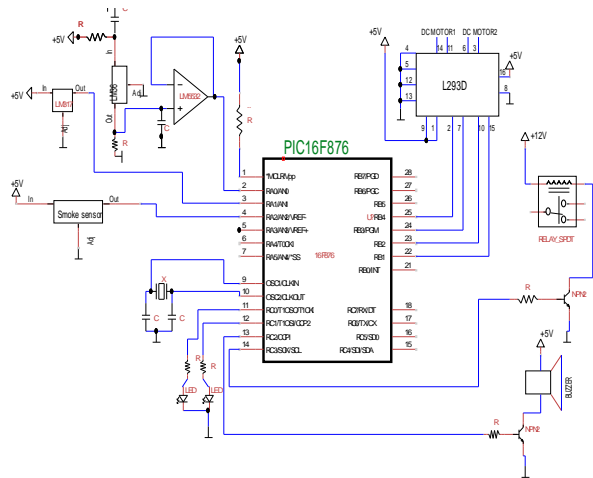 C
R
+5V
+5V
+5V
DC MOTOR1 DC MOTOR2
14 11 6 3
In
LM36
Adj
Out
+5V In Out
LM317
Adj
LM5532
C
R
R
4
5
12
13
L293D
16
+5V
8
9 1 2 7 10 15
+12V
RELAY_SPDT
PIC16F876
+5V
In Out
Smoke sensor
Adj
1 *MCLR/Vpp RB7/PGD 28
2 RA0/AN0 RB6/PGC 27
3 RA1/AN1 RB5 26
4 RA2/AN2/VREF- U1 RB4 25
5 RA3/AN3/VREF+ RB3/PGM 24
6 RA4/T0CKI RB2 23
7 RA5/AN4/*SS 16F876 RB1 22
RB0/INT 21
9 OSC1/CLKIN
10 OSC2/CLKOUT
11 RC0/T1OSO/T1CKI RC7/RX/DT 18
12 RC1/T1OSI/CCP2 RC6/TX/CK 17
13 RC2/CCP1 RC5/SD0 16
14 RC3/SCK/SCL RC4/SDI/SDA 15
X
C C
R R
LED LED
R
NPN2
+5V
BUZZER
R
NPN2